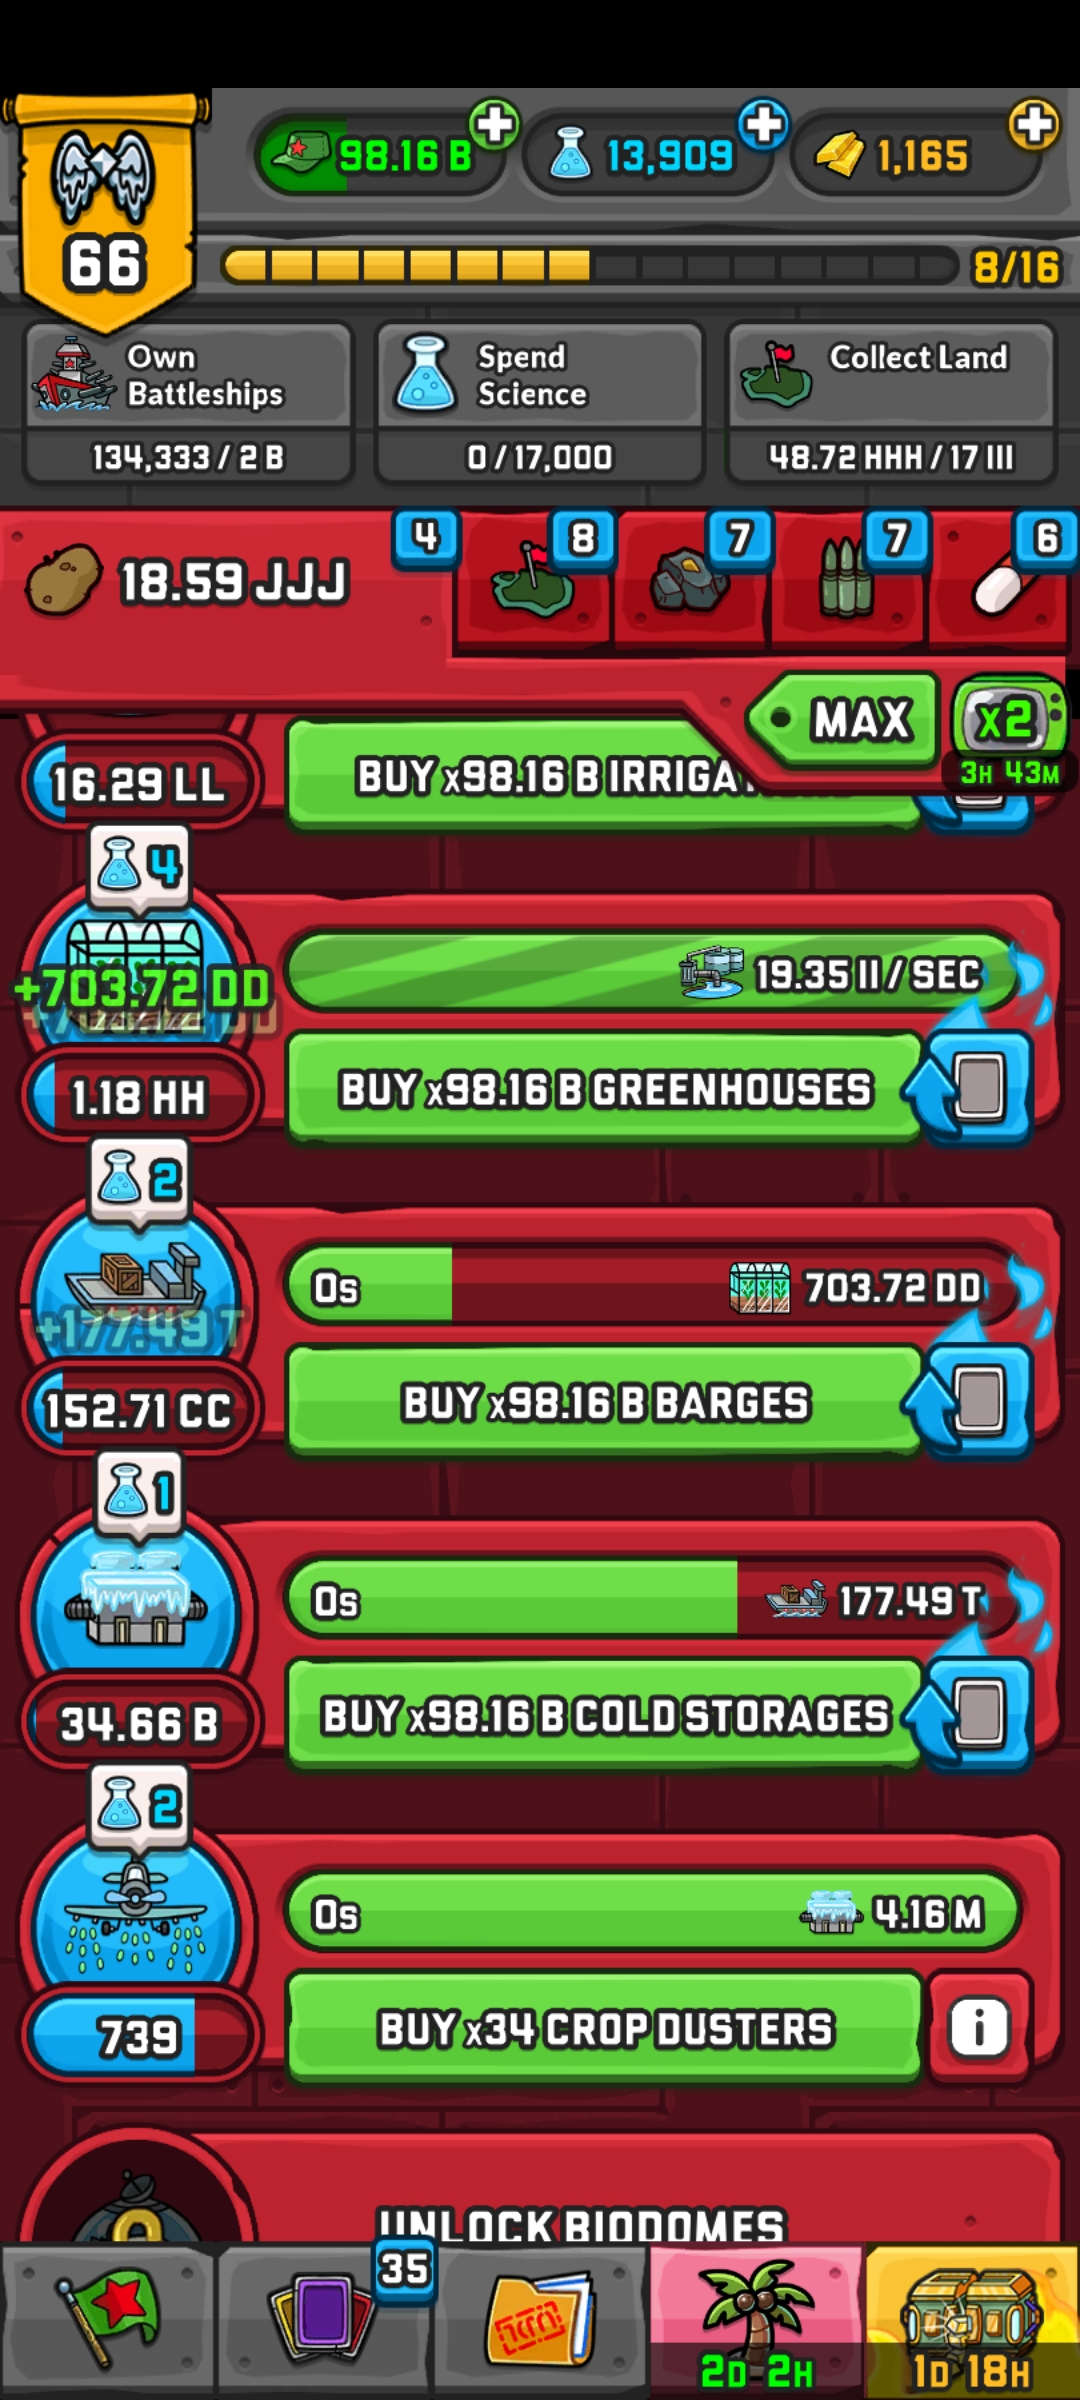 98.16 B
13,909
1,165
66
8/16
Own
Battleships
134,333 / 2 B
Spend
Science
0 / 17,000
Collect Land
48.72 HHH / 17 III
18.59 JJJ
4
8
7
7
6
MAX
x2
3H 43M
16.29 LL
BUY x98.16 B
4
+703.72 DD
19.35 II / SEC
1.18 HH
BUY x98.16 B GREENHOUSES
2
+177.49 T
0s
703.72 DD
152.71 CC
BUY x98.16 B BARGES
1
0s
177.49 T
34.66 B
BUY x98.16 B COLD STORAGES
2
0s
4.16 M
739
BUY x34 CROP DUSTERS
i
UNLOCK BIODOMES
35
2D 2H
1D 18H